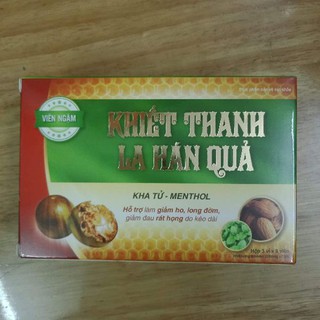 VIÊN NGẬM
KHIẾT THANH
LA HÁN QUẢ
KHA TỬ - MENTHOL
Hỗ trợ làm giảm ho, long đờm,
giảm đau rát họng do kéo dài